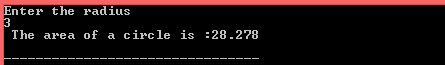 Enter the radius
3
The area of a circle is :28.278
--------------------------------